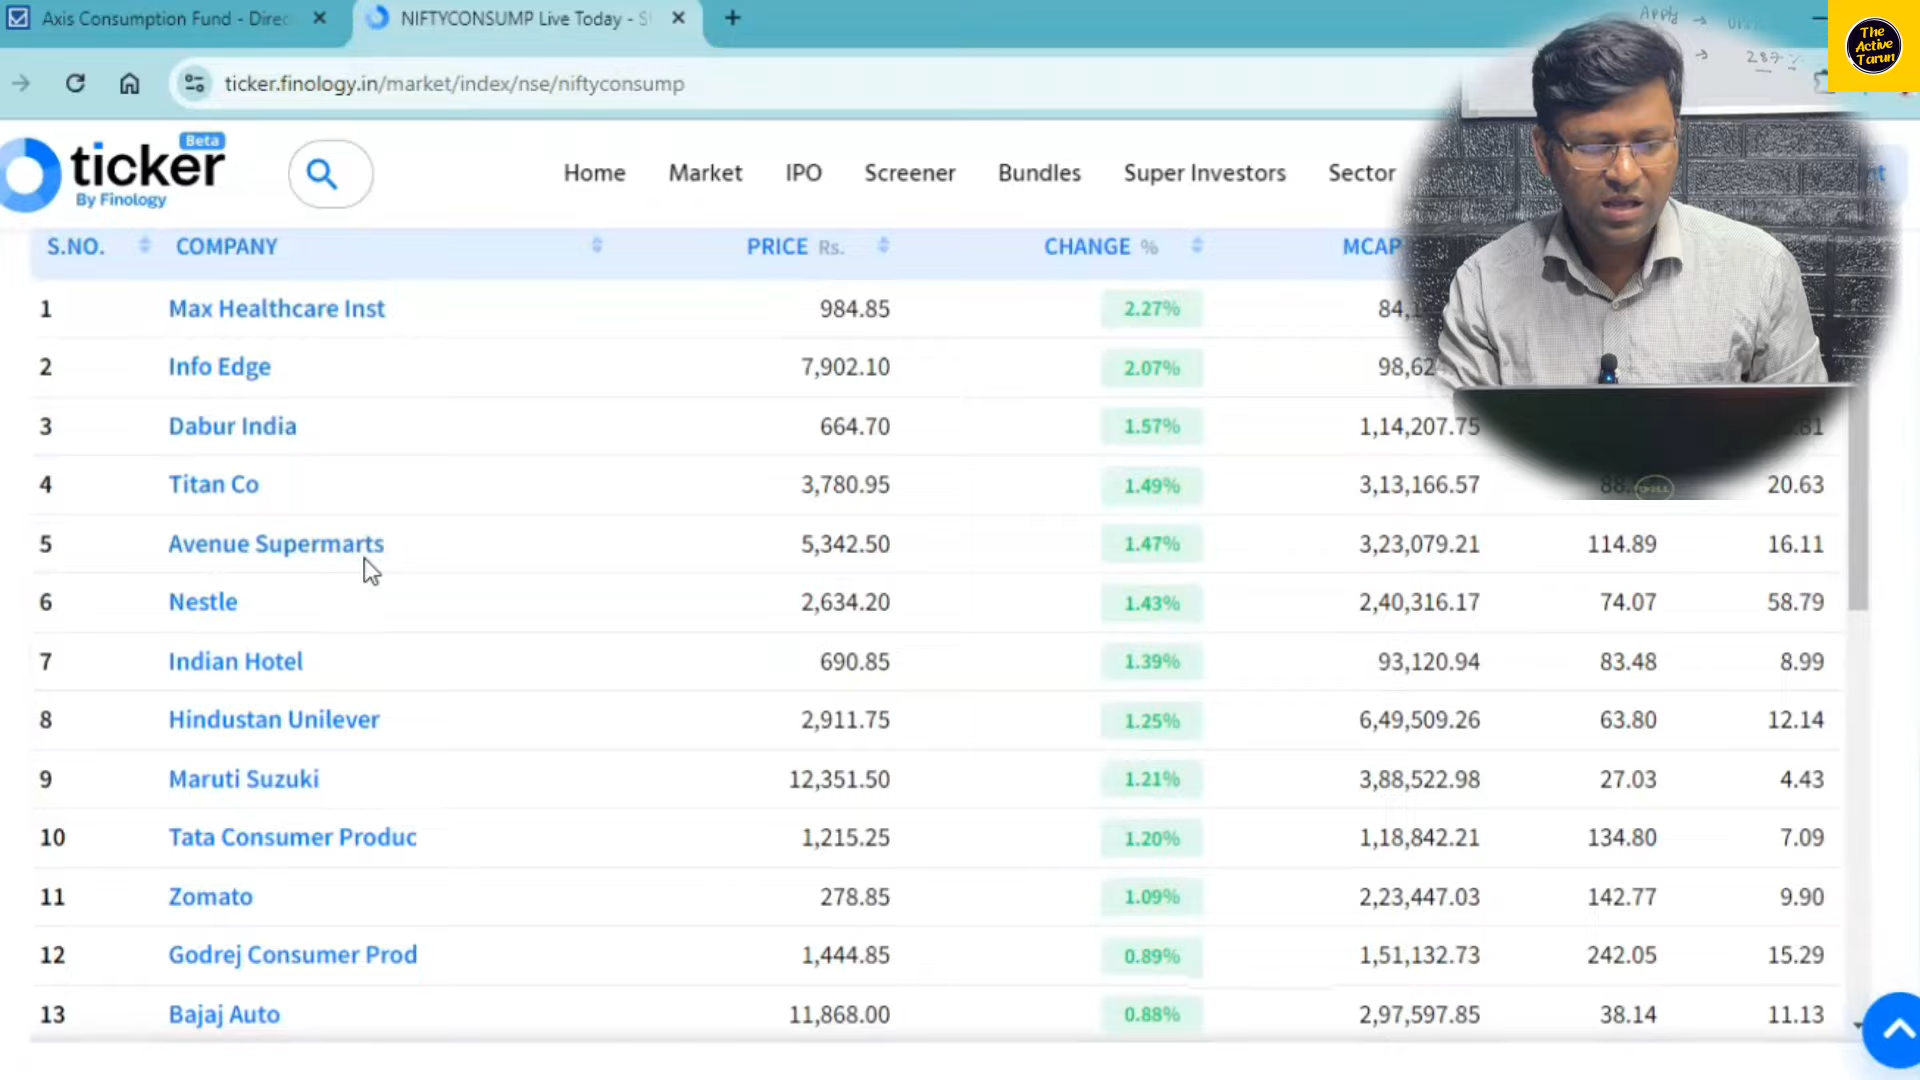 Axis Consumption Fund - Direc
NIFTYCONSUMP Live Today - S
ticker.finology.in/market/index/nse/niftyconsump
Apply →
→ 287 %
The
Active
Tarun
ticker Beta
By Finology
Home Market IPO Screener Bundles Super Investors Sector
S.NO. COMPANY PRICE Rs. CHANGE % MCAP
1 Max Healthcare Inst 984.85 2.27% 84,1
2 Info Edge 7,902.10 2.07% 98,62
3 Dabur India 664.70 1.57% 1,14,207.75 .81
4 Titan Co 3,780.95 1.49% 3,13,166.57 88. 20.63
DELL
5 Avenue Supermarts 5,342.50 1.47% 3,23,079.21 114.89 16.11
6 Nestle 2,634.20 1.43% 2,40,316.17 74.07 58.79
7 Indian Hotel 690.85 1.39% 93,120.94 83.48 8.99
8 Hindustan Unilever 2,911.75 1.25% 6,49,509.26 63.80 12.14
9 Maruti Suzuki 12,351.50 1.21% 3,88,522.98 27.03 4.43
10 Tata Consumer Produc 1,215.25 1.20% 1,18,842.21 134.80 7.09
11 Zomato 278.85 1.09% 2,23,447.03 142.77 9.90
12 Godrej Consumer Prod 1,444.85 0.89% 1,51,132.73 242.05 15.29
13 Bajaj Auto 11,868.00 0.88% 2,97,597.85 38.14 11.13